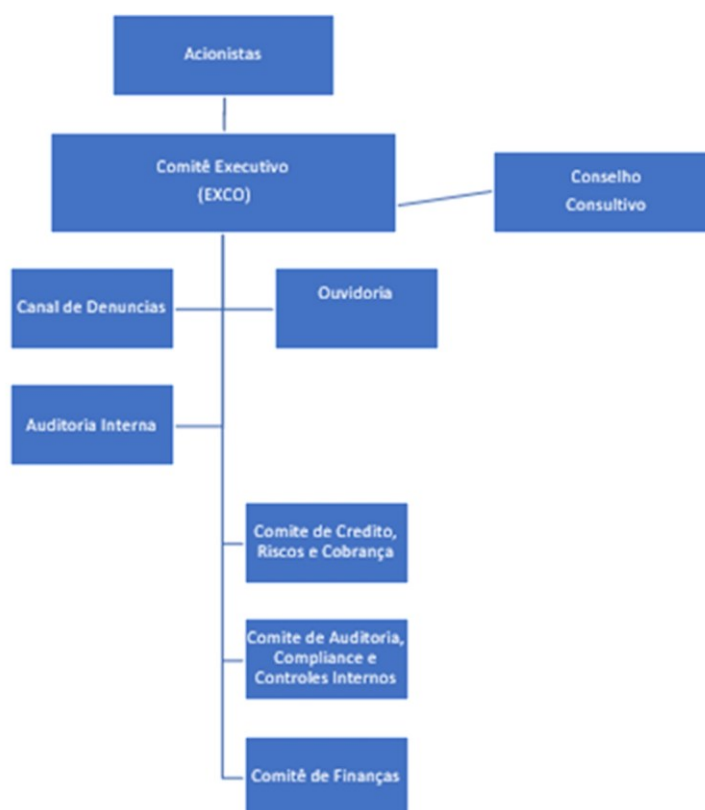 Acionistas
Comitê Executivo
(EXCO)
Conselho
Consultivo
Canal de Denuncias
Ouvidoria
Auditoria Interna
Comite de Credito,
Riscos e Cobrança
Comite de Auditoria,
Compliance e
Controles Internos
Comitê de Finanças